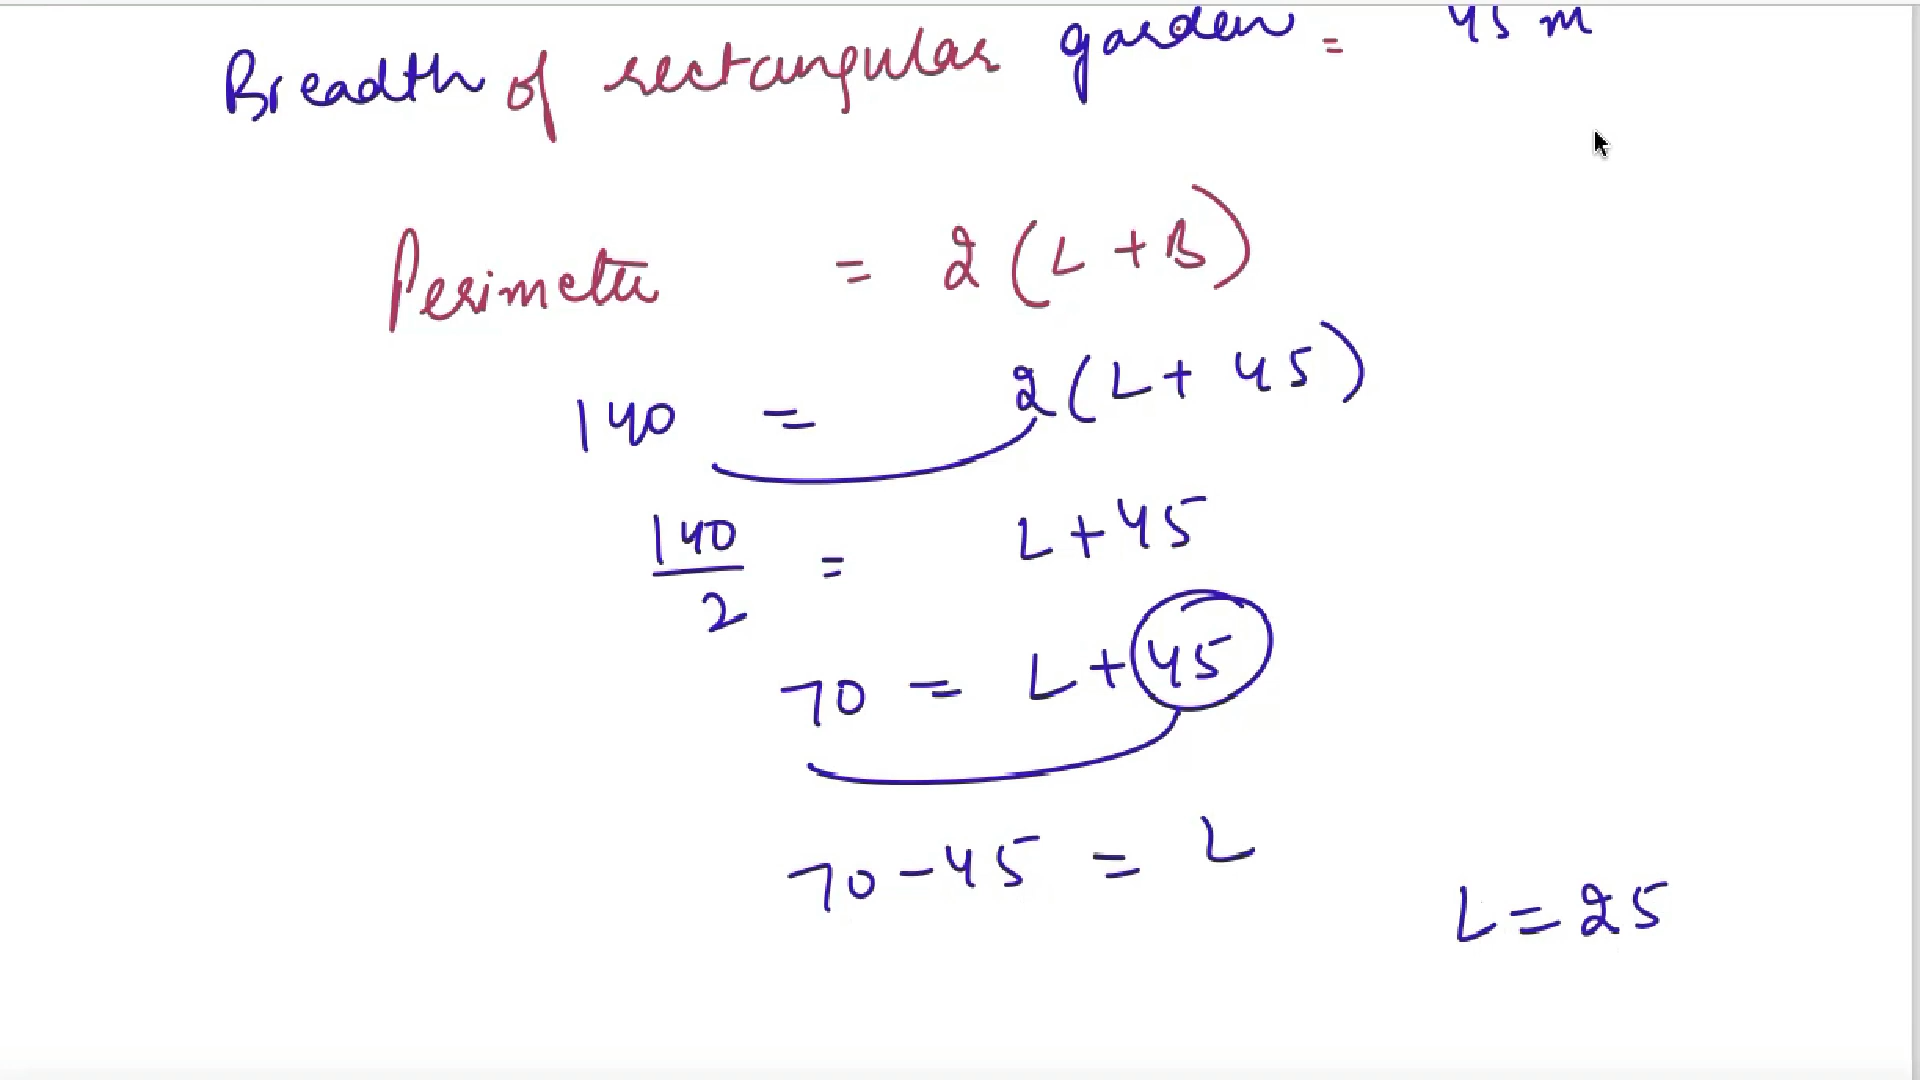 Breadth of rectangular garden = 45 m
Perimeter = 2 (L + B)
140 = 2 (L + 45)
140/2 = L + 45
70 = L + 45
70 - 45 = L
L = 25